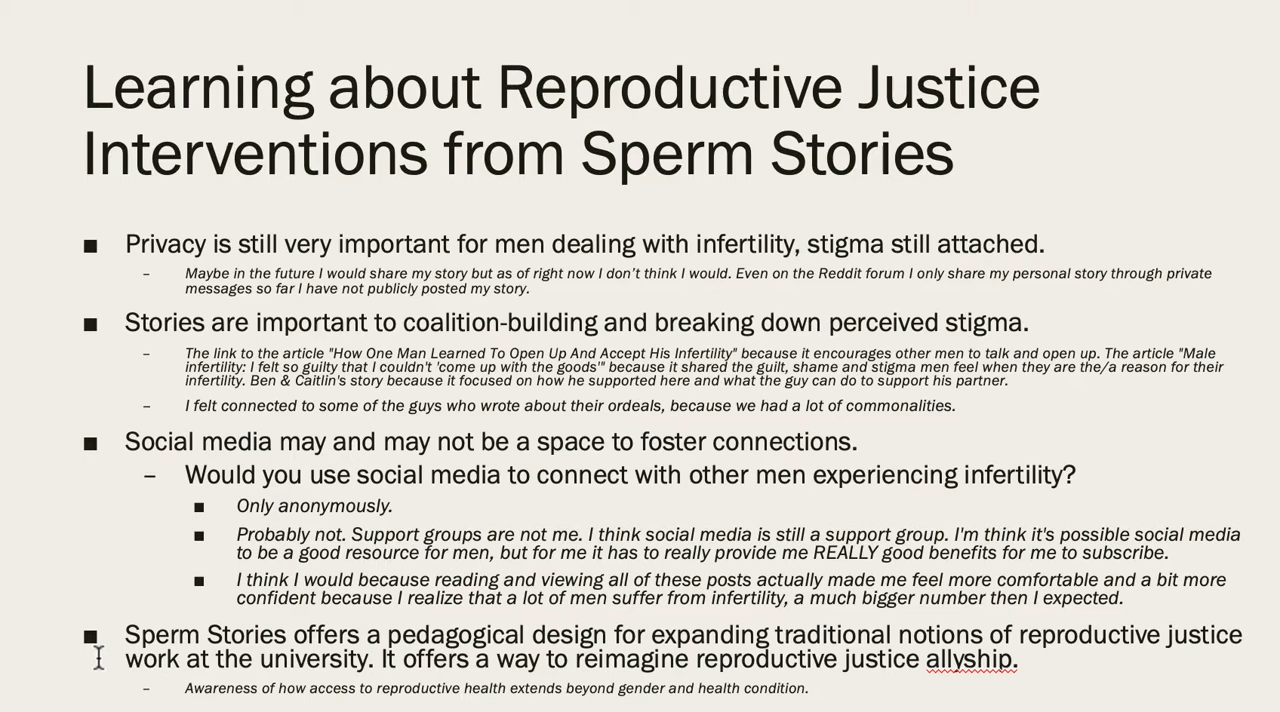 Learning about Reproductive Justice
Interventions from Sperm Stories
■ Privacy is still very important for men dealing with infertility, stigma still attached.
– Maybe in the future I would share my story but as of right now I don't think I would. Even on the Reddit forum I only share my personal story through private
messages so far I have not publicly posted my story.
■ Stories are important to coalition-building and breaking down perceived stigma.
– The link to the article "How One Man Learned To Open Up And Accept His Infertility" because it encourages other men to talk and open up. The article "Male
infertility: I felt so guilty that I couldn't 'come up with the goods'" because it shared the guilt, shame and stigma men feel when they are the/a reason for their
infertility. Ben & Caitlin's story because it focused on how he supported here and what the guy can do to support his partner.
– I felt connected to some of the guys who wrote about their ordeals, because we had a lot of commonalities.
■ Social media may and may not be a space to foster connections.
– Would you use social media to connect with other men experiencing infertility?
■ Only anonymously.
■ Probably not. Support groups are not me. I think social media is still a support group. I'm think it's possible social media
to be a good resource for men, but for me it has to really provide me REALLY good benefits for me to subscribe.
■ I think I would because reading and viewing all of these posts actually made me feel more comfortable and a bit more
confident because I realize that a lot of men suffer from infertility, a much bigger number then I expected.
■ Sperm Stories offers a pedagogical design for expanding traditional notions of reproductive justice
work at the university. It offers a way to reimagine reproductive justice allyship.
– Awareness of how access to reproductive health extends beyond gender and health condition.